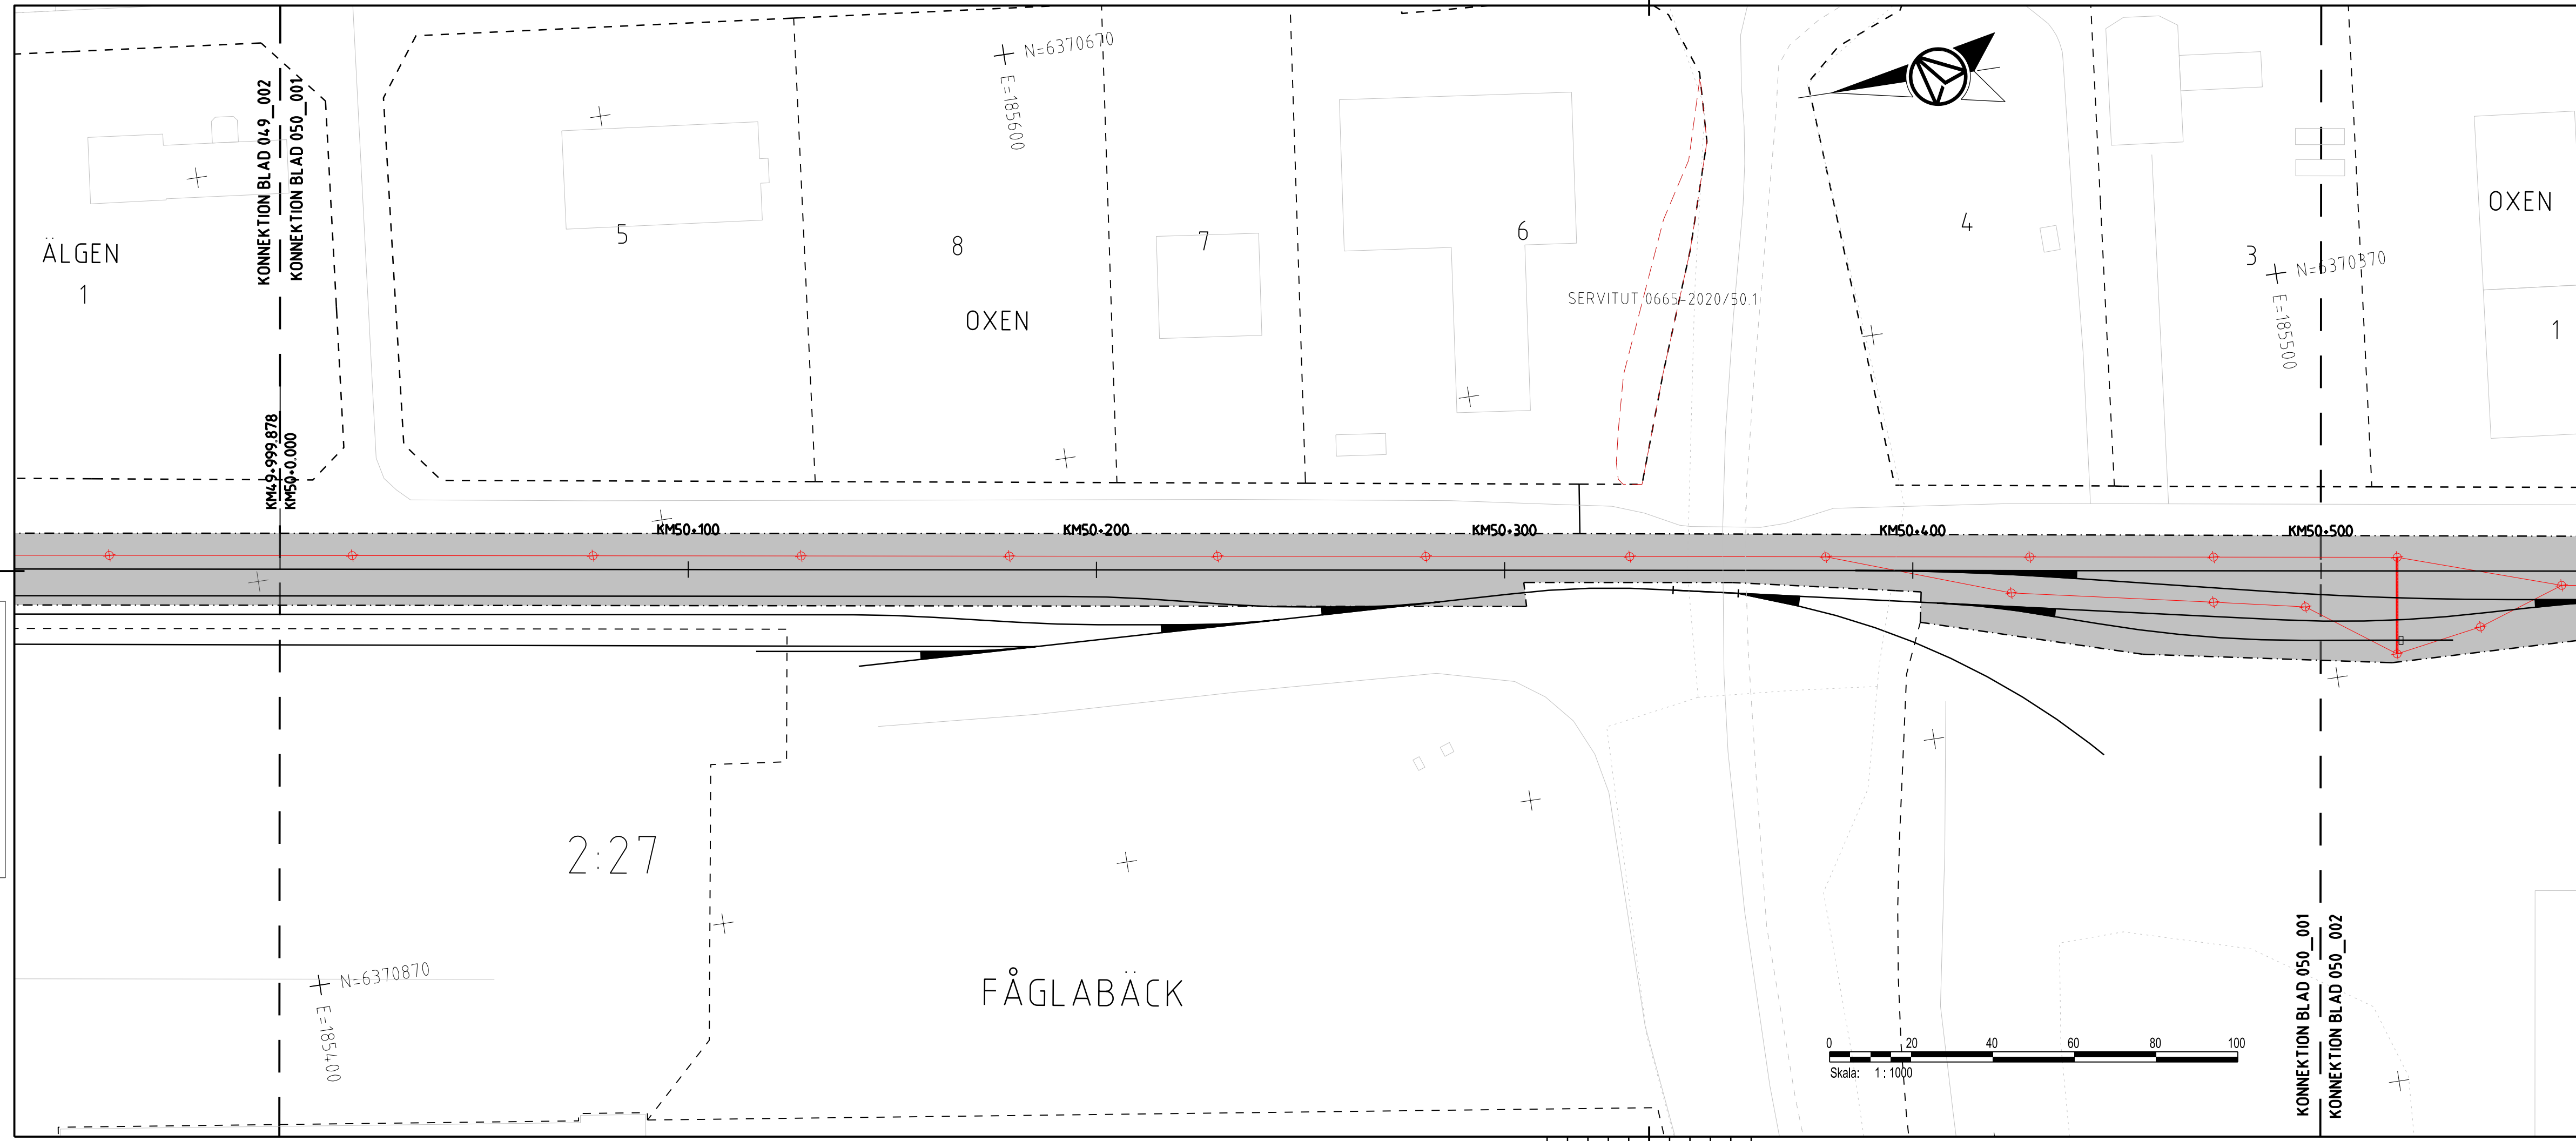 KONNEKTION BLAD 049_002
KONNEKTION BLAD 050_001
N=6370670
E=185600
ÄLGEN
1
5
8
7
6
4
3
OXEN
1
OXEN
SERVITUT 0665-2020/50.1
N=6370370
E=185500
KM49+999.878
KM50+0.000
KM50+100
KM50+200
KM50+300
KM50+400
KM50+500
2:27
FÅGLABÄCK
N=6370870
E=185400
KONNEKTION BLAD 050_001
KONNEKTION BLAD 050_002
0 20 40 60 80 100
Skala: 1 : 1000